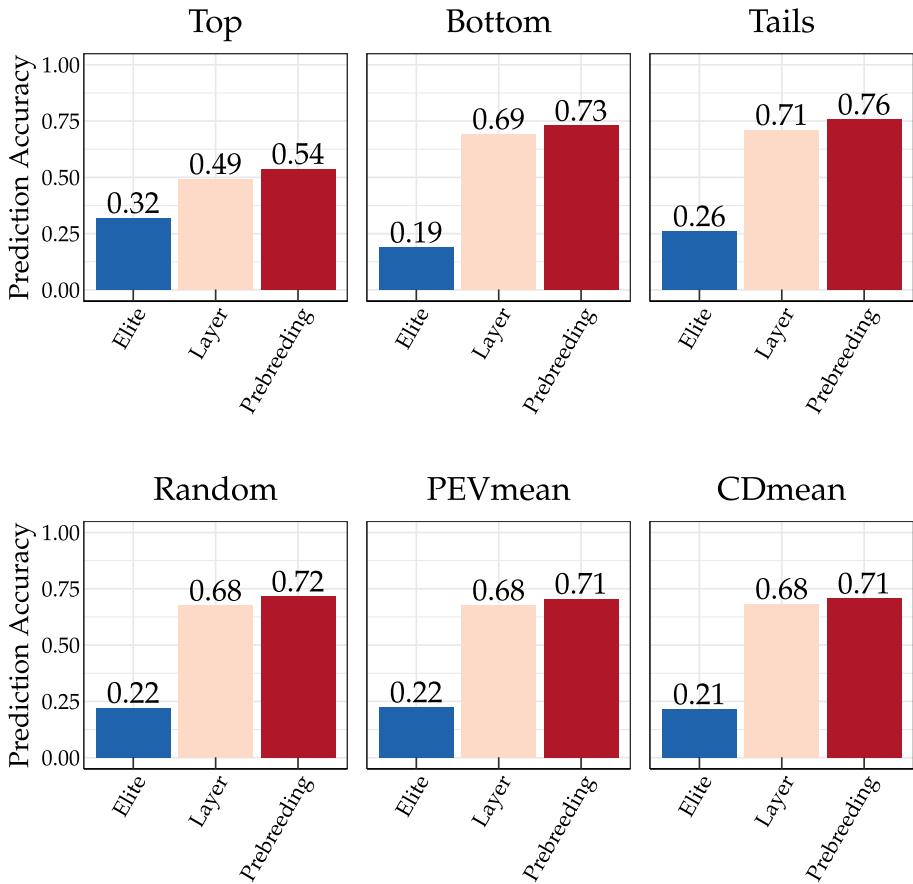 Top Bottom Tails
Prediction Accuracy
1.00
0.75
0.50
0.25
0.00
0.32 0.49 0.54
0.19 0.69 0.73
0.26 0.71 0.76
Elite Layer Prebreeding
Elite Layer Prebreeding
Elite Layer Prebreeding
Random PEVmean CDmean
Prediction Accuracy
1.00
0.75
0.50
0.25
0.00
0.22 0.68 0.72
0.22 0.68 0.71
0.21 0.68 0.71
Elite Layer Prebreeding
Elite Layer Prebreeding
Elite Layer Prebreeding